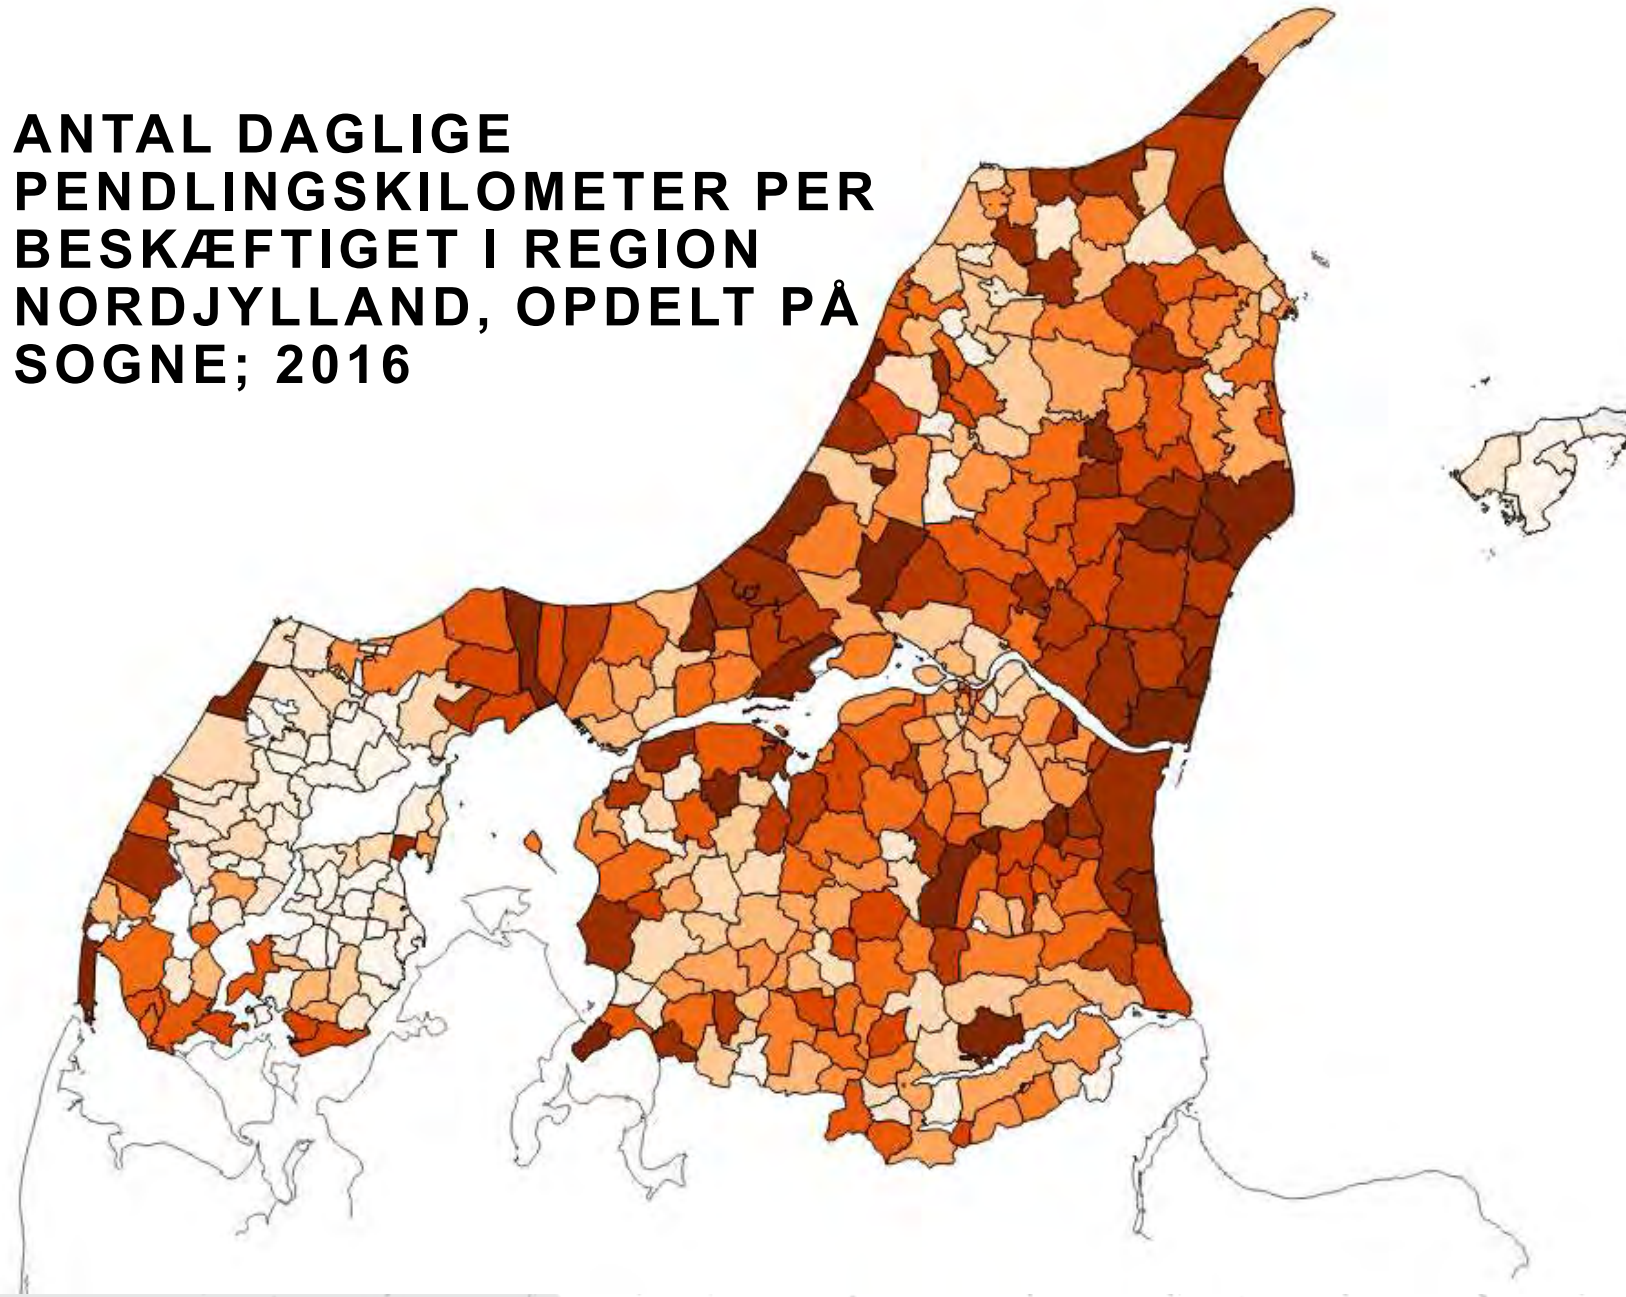 ANTAL DAGLIGE
PENDLINGSKILOMETER PER
BESKÆFTIGET I REGION
NORDJYLLAND, OPDELT PÅ
SOGNE; 2016